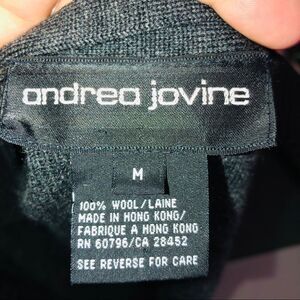 andrea jovine
M
100% WOOL/LAINE
MADE IN HONG KONG/
FABRIQUE A HONG KONG
RN 60796/CA 28452
SEE REVERSE FOR CARE